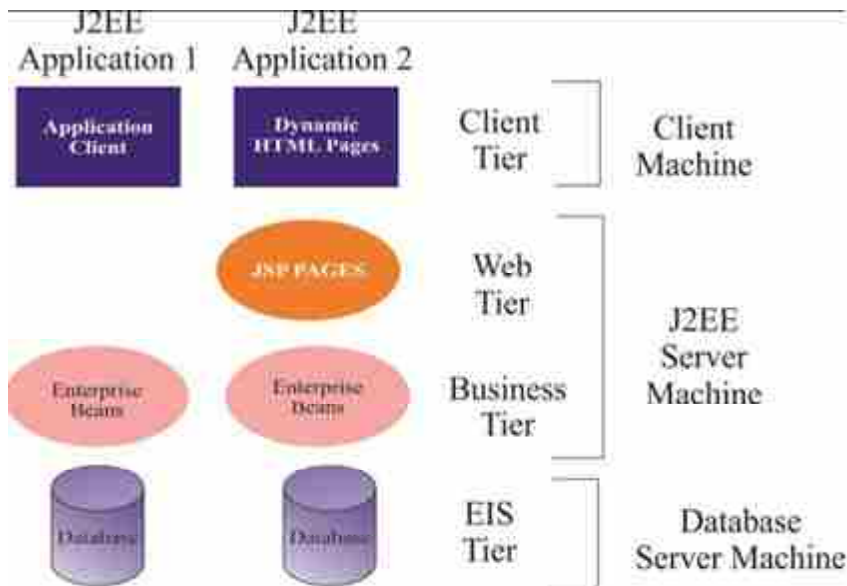 J2EE
Application 1
J2EE
Application 2
Application
Client
Dynamic
HTML Pages
Client
Tier
Client
Machine
JSP PAGES
Web
Tier
J2EE
Server
Machine
Enterprise
Beans
Enterprise
Beans
Business
Tier
Database
Database
EIS
Tier
Database
Server Machine